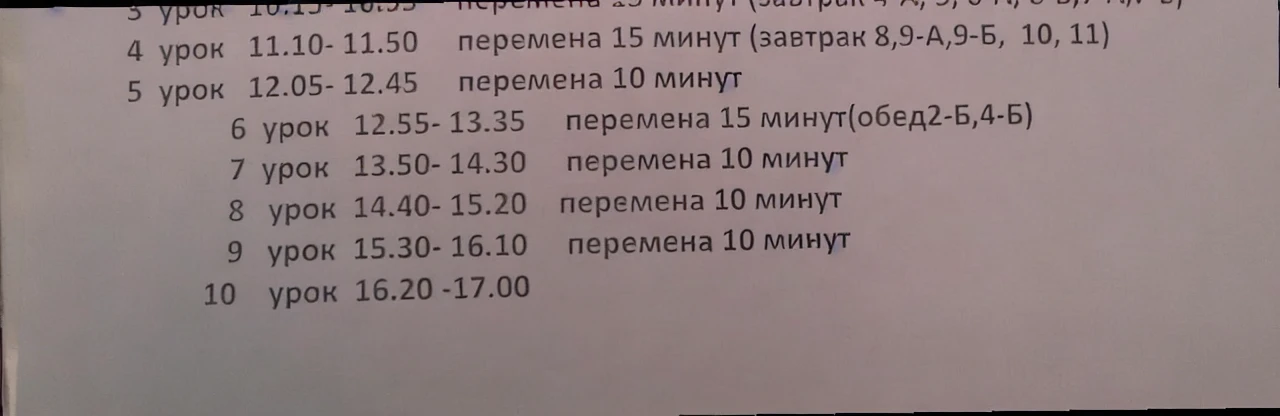 3 урок 10.15- 10.55 перемена 15 минут (завтрак
4 урок 11.10- 11.50 перемена 15 минут (завтрак 8,9-А,9-Б, 10, 11)
5 урок 12.05- 12.45 перемена 10 минут
6 урок 12.55- 13.35 перемена 15 минут(обед2-Б,4-Б)
7 урок 13.50- 14.30 перемена 10 минут
8 урок 14.40- 15.20 перемена 10 минут
9 урок 15.30- 16.10 перемена 10 минут
10 урок 16.20 -17.00